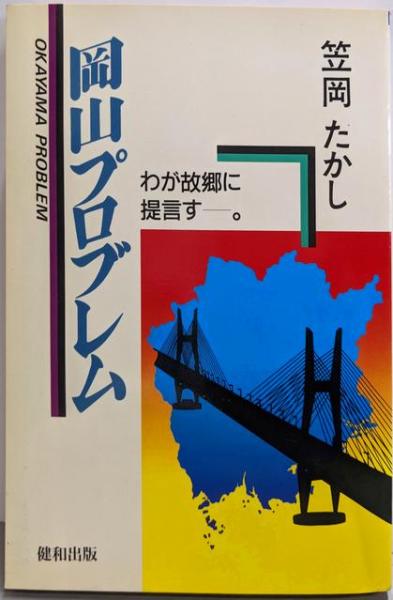 笠岡 たかし
岡山プロブレム
OKAYAMA PROBLEM
わが故郷に
提言す──。
健和出版